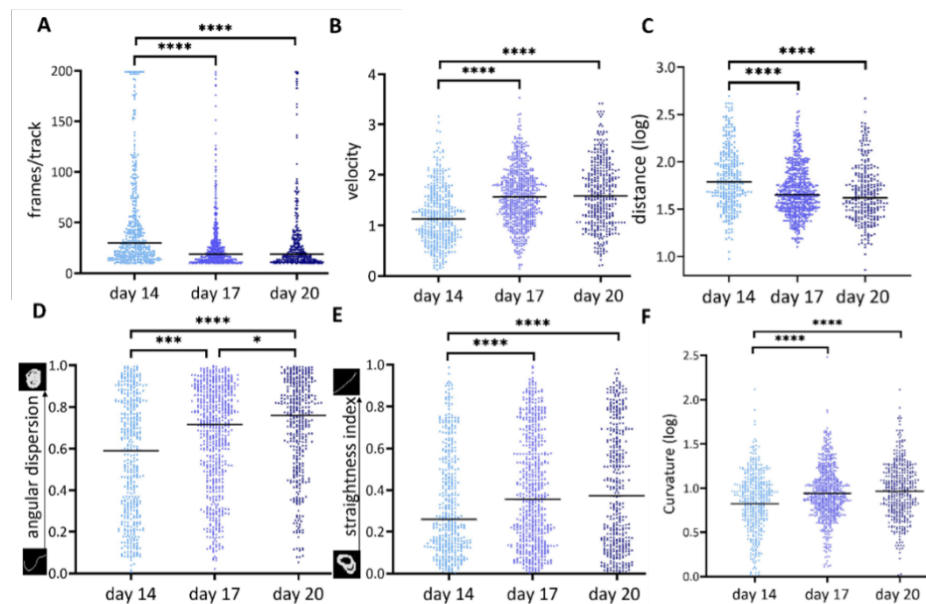 A
****
****
frames/track
200
150
100
50
0
day 14
day 17
day 20
B
****
****
velocity
4
3
2
1
0
day 14
day 17
day 20
C
****
****
distance (log)
3.0
2.5
2.0
1.5
1.0
day 14
day 17
day 20
D
****
***
*
angular dispersion
1.0
0.8
0.6
0.4
0.2
0.0
day 14
day 17
day 20
E
****
****
straightness index
1.0
0.8
0.6
0.4
0.2
0.0
day 14
day 17
day 20
F
****
****
Curvature (log)
2.5
2.0
1.5
1.0
0.5
0.0
day 14
day 17
day 20